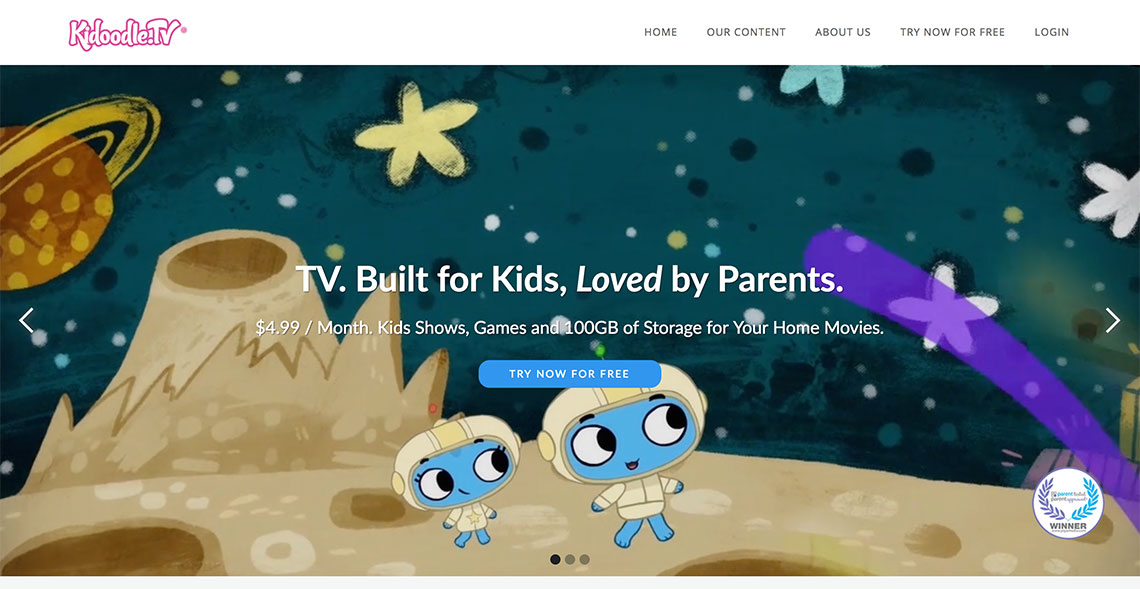 Kidoodle.TV
HOME OUR CONTENT ABOUT US TRY NOW FOR FREE LOGIN
TV. Built for Kids, Loved by Parents.
$4.99 / Month. Kids Shows, Games and 100GB of Storage for Your Home Movies.
TRY NOW FOR FREE
parent tested
parent approved
WINNER